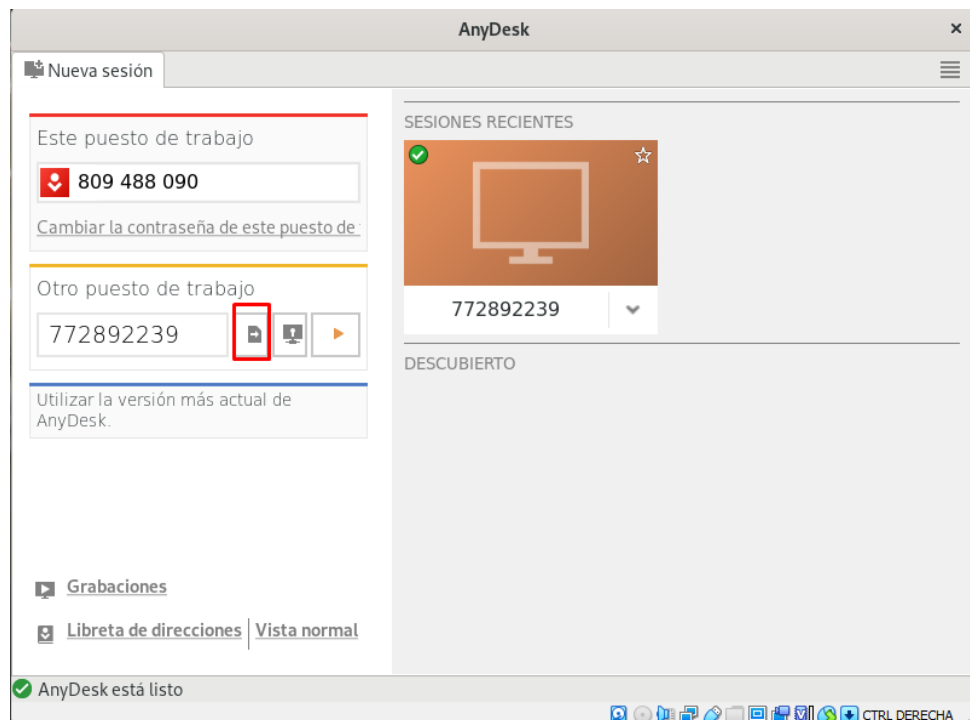 AnyDesk
Nueva sesión
Este puesto de trabajo
809 488 090
Cambiar la contraseña de este puesto de
Otro puesto de trabajo
772892239
Utilizar la versión más actual de
AnyDesk.
Grabaciones
Libreta de direcciones Vista normal
SESIONES RECIENTES
772892239
DESCUBIERTO
AnyDesk está listo
CTRL DERECHA